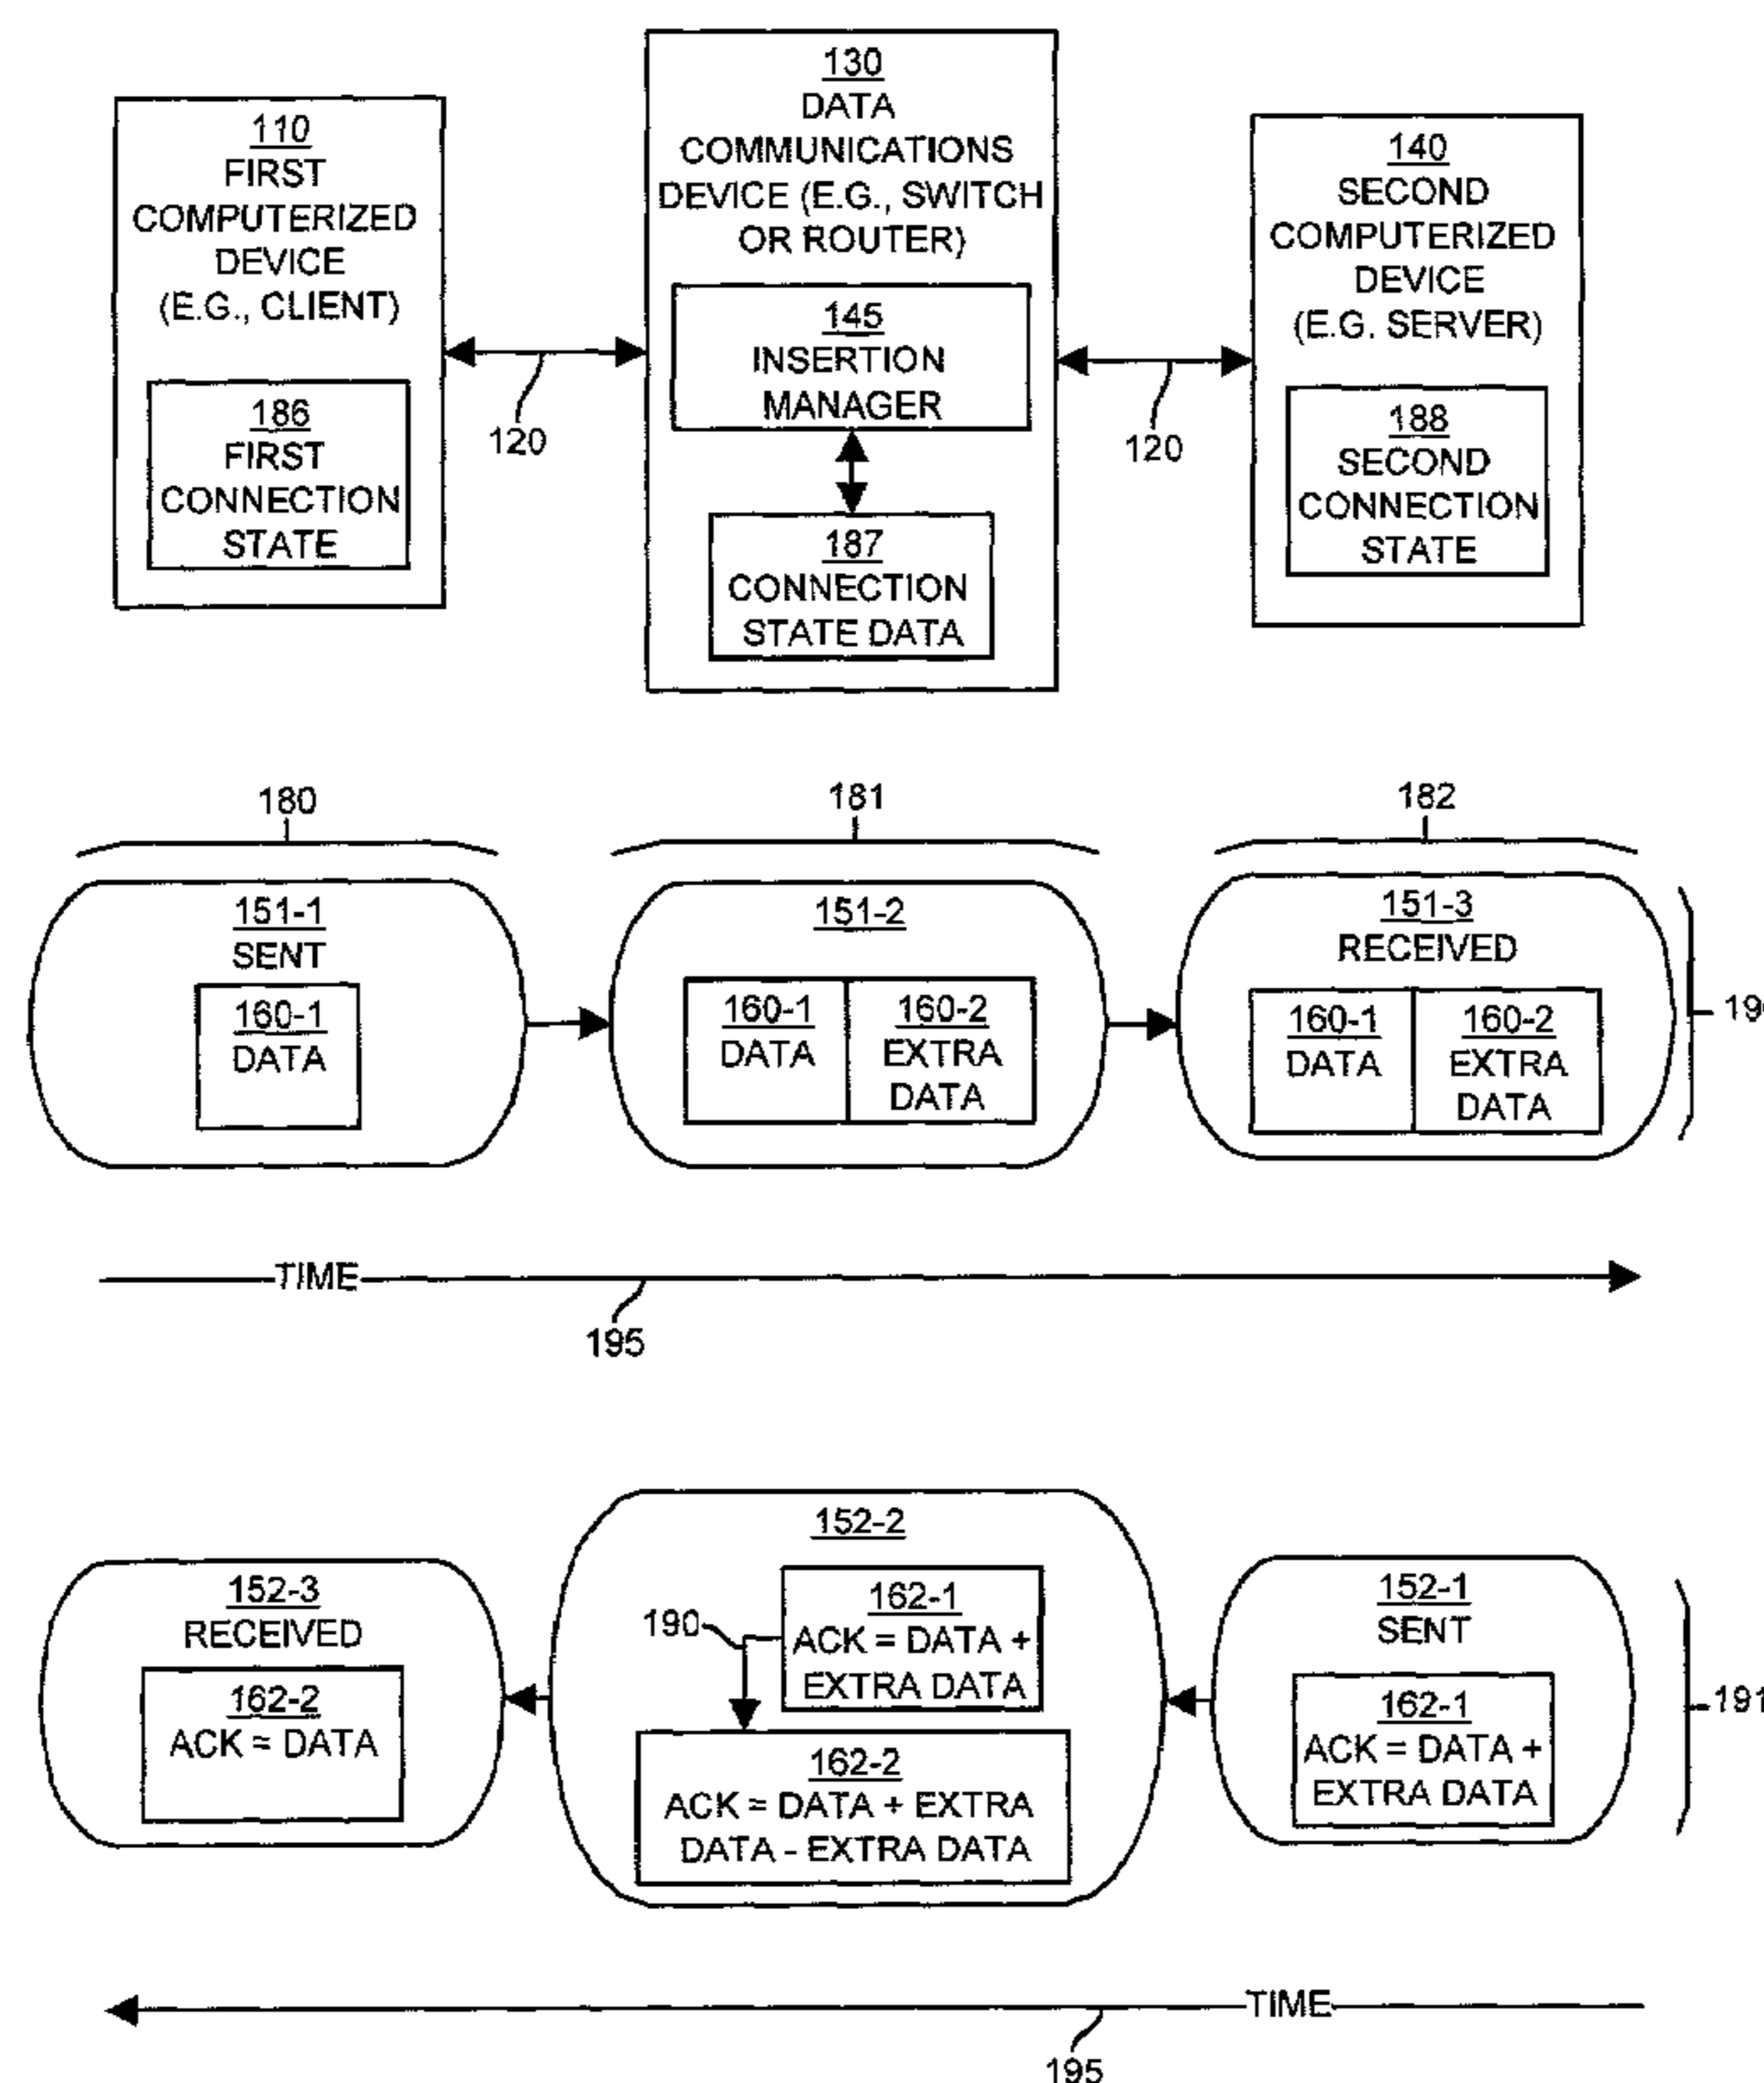 110
FIRST
COMPUTERIZED
DEVICE
(E.G., CLIENT)
186
FIRST
CONNECTION
STATE
120
130
DATA
COMMUNICATIONS
DEVICE (E.G., SWITCH
OR ROUTER)
145
INSERTION
MANAGER
187
CONNECTION
STATE DATA
120
140
SECOND
COMPUTERIZED
DEVICE
(E.G. SERVER)
188
SECOND
CONNECTION
STATE
180
181
182
151-1
SENT
160-1
DATA
151-2
160-1
DATA
160-2
EXTRA
DATA
151-3
RECEIVED
160-1
DATA
160-2
EXTRA
DATA
TIME
195
152-3
RECEIVED
162-2
ACK = DATA
152-2
190
162-1
ACK = DATA +
EXTRA DATA
162-2
ACK = DATA + EXTRA
DATA - EXTRA DATA
152-1
SENT
162-1
ACK = DATA +
EXTRA DATA
191
TIME
195